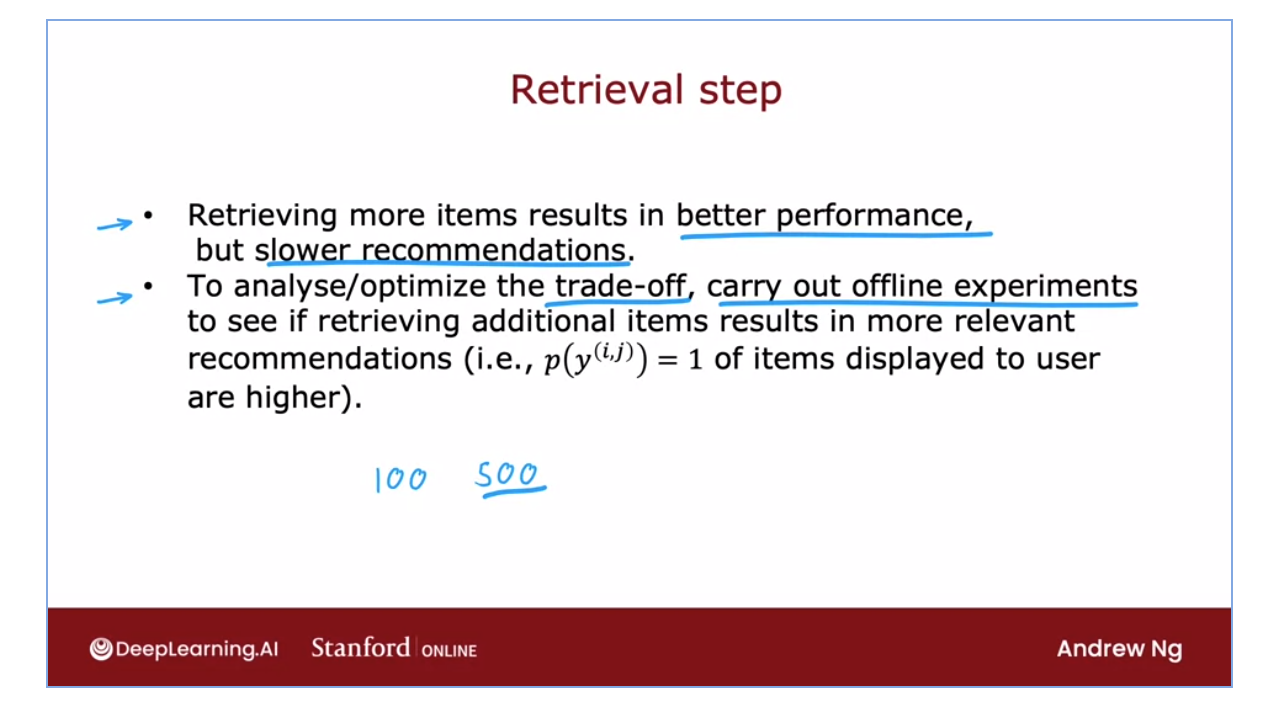 Retrieval step
• Retrieving more items results in better performance,
but slower recommendations.
• To analyse/optimize the trade-off, carry out offline experiments
to see if retrieving additional items results in more relevant
recommendations (i.e., p(y^(i,j)) = 1 of items displayed to user
are higher).
100 500
DeepLearning.AI Stanford ONLINE Andrew Ng